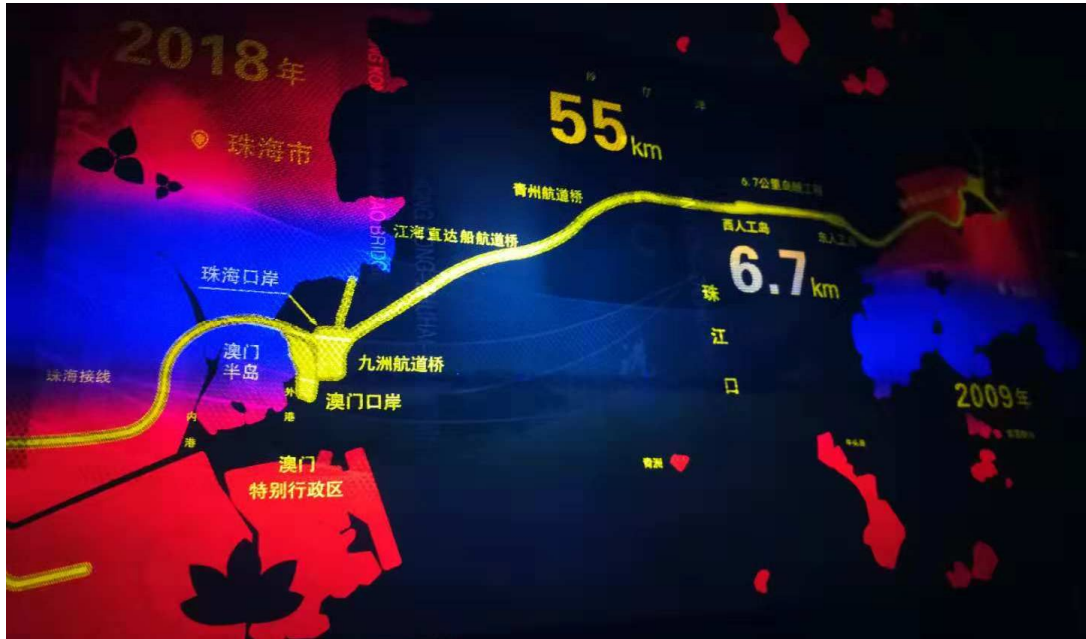 2018年
珠海市
55km
青州航道桥
6.7公里岛隧工程
江海直达船航道桥
西人工岛
东人工岛
6.7km
珠海口岸
珠
江
口
澳门
半岛
九洲航道桥
珠海接线
澳门口岸
外
港
内
港
2009年
澳门
特别行政区
青洲